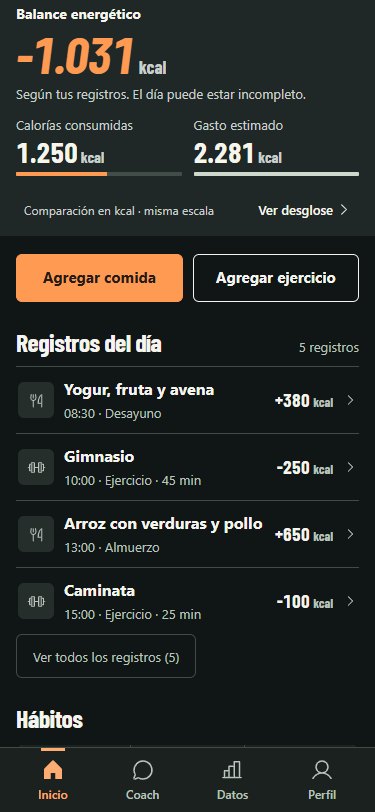 Balance energético
-1.031 kcal
Según tus registros. El día puede estar incompleto.
Calorías consumidas Gasto estimado
1.250 kcal 2.281 kcal
Comparación en kcal · misma escala Ver desglose
Agregar comida Agregar ejercicio
Registros del día 5 registros
Yogur, fruta y avena +380 kcal
08:30 · Desayuno
Gimnasio -250 kcal
10:00 · Ejercicio · 45 min
Arroz con verduras y pollo +650 kcal
13:00 · Almuerzo
Caminata -100 kcal
15:00 · Ejercicio · 25 min
Ver todos los registros (5)
Hábitos
Inicio Coach Datos Perfil